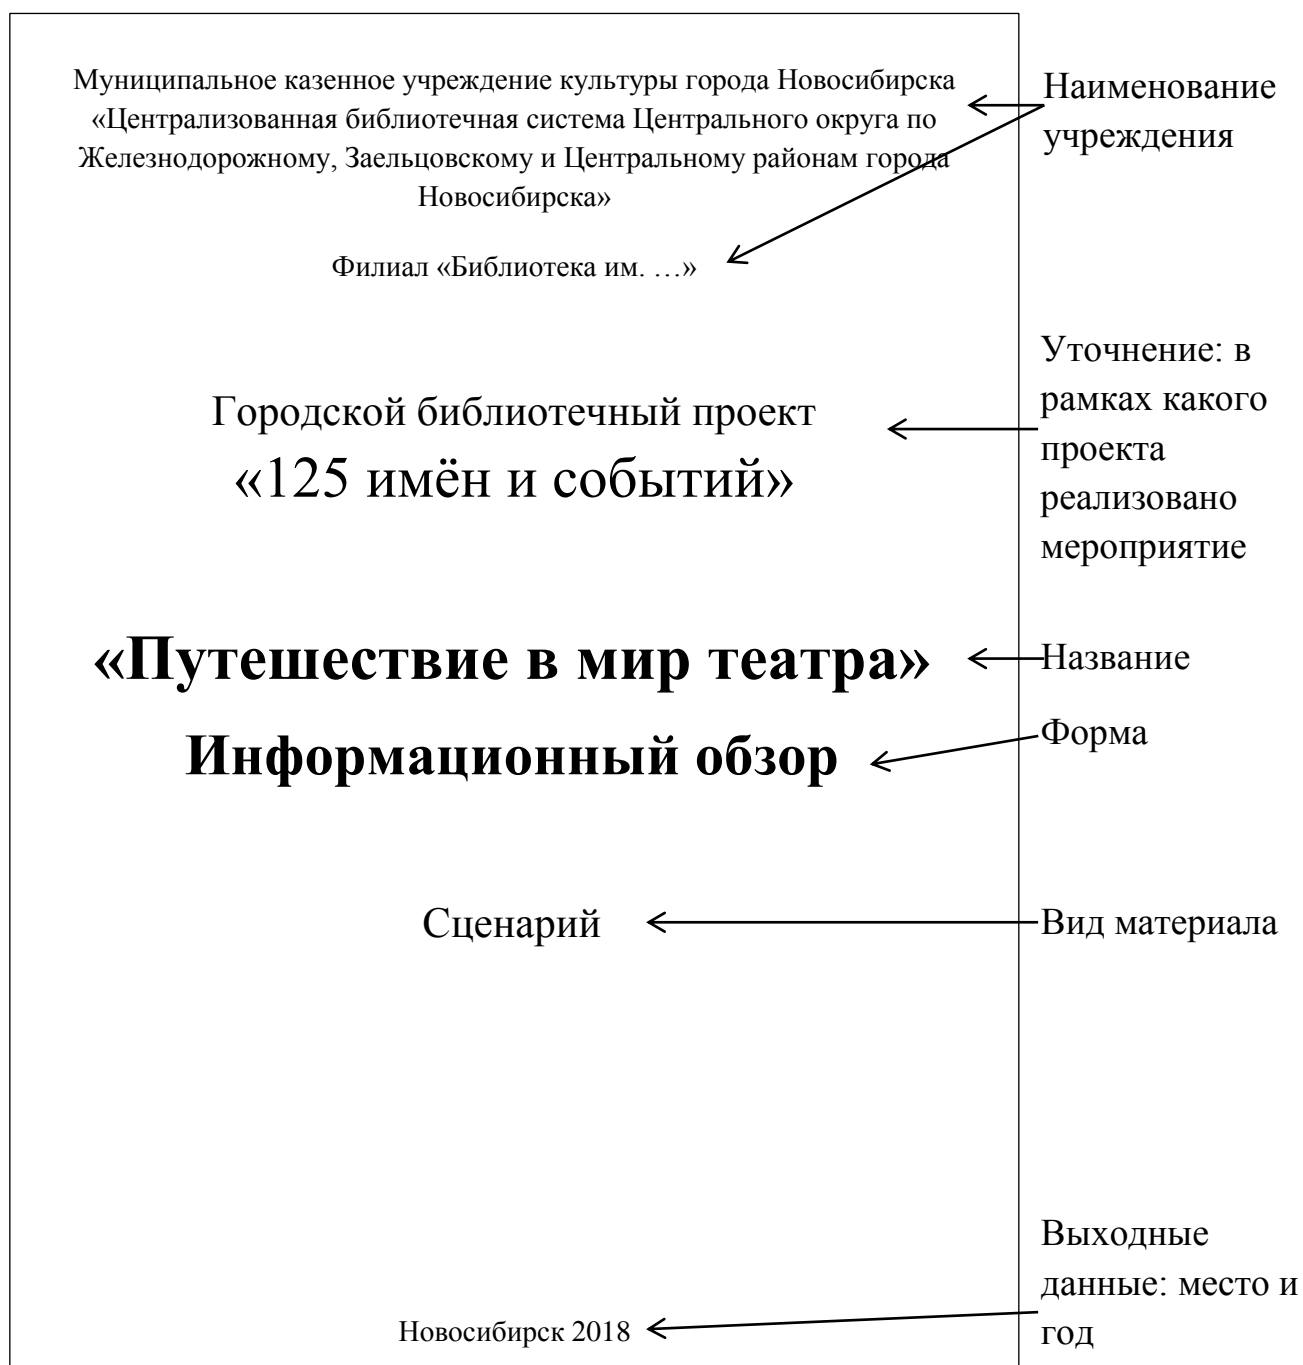 Муниципальное казенное учреждение культуры города Новосибирска
«Централизованная библиотечная система Центрального округа по
Железнодорожному, Заельцовскому и Центральному районам города
Новосибирска»
Наименование
учреждения
Филиал «Библиотека им. …»
Городской библиотечный проект
«125 имён и событий»
Уточнение: в
рамках какого
проекта
реализовано
мероприятие
«Путешествие в мир театра»
Название
Информационный обзор
Форма
Сценарий
Вид материала
Новосибирск 2018
Выходные
данные: место и
год